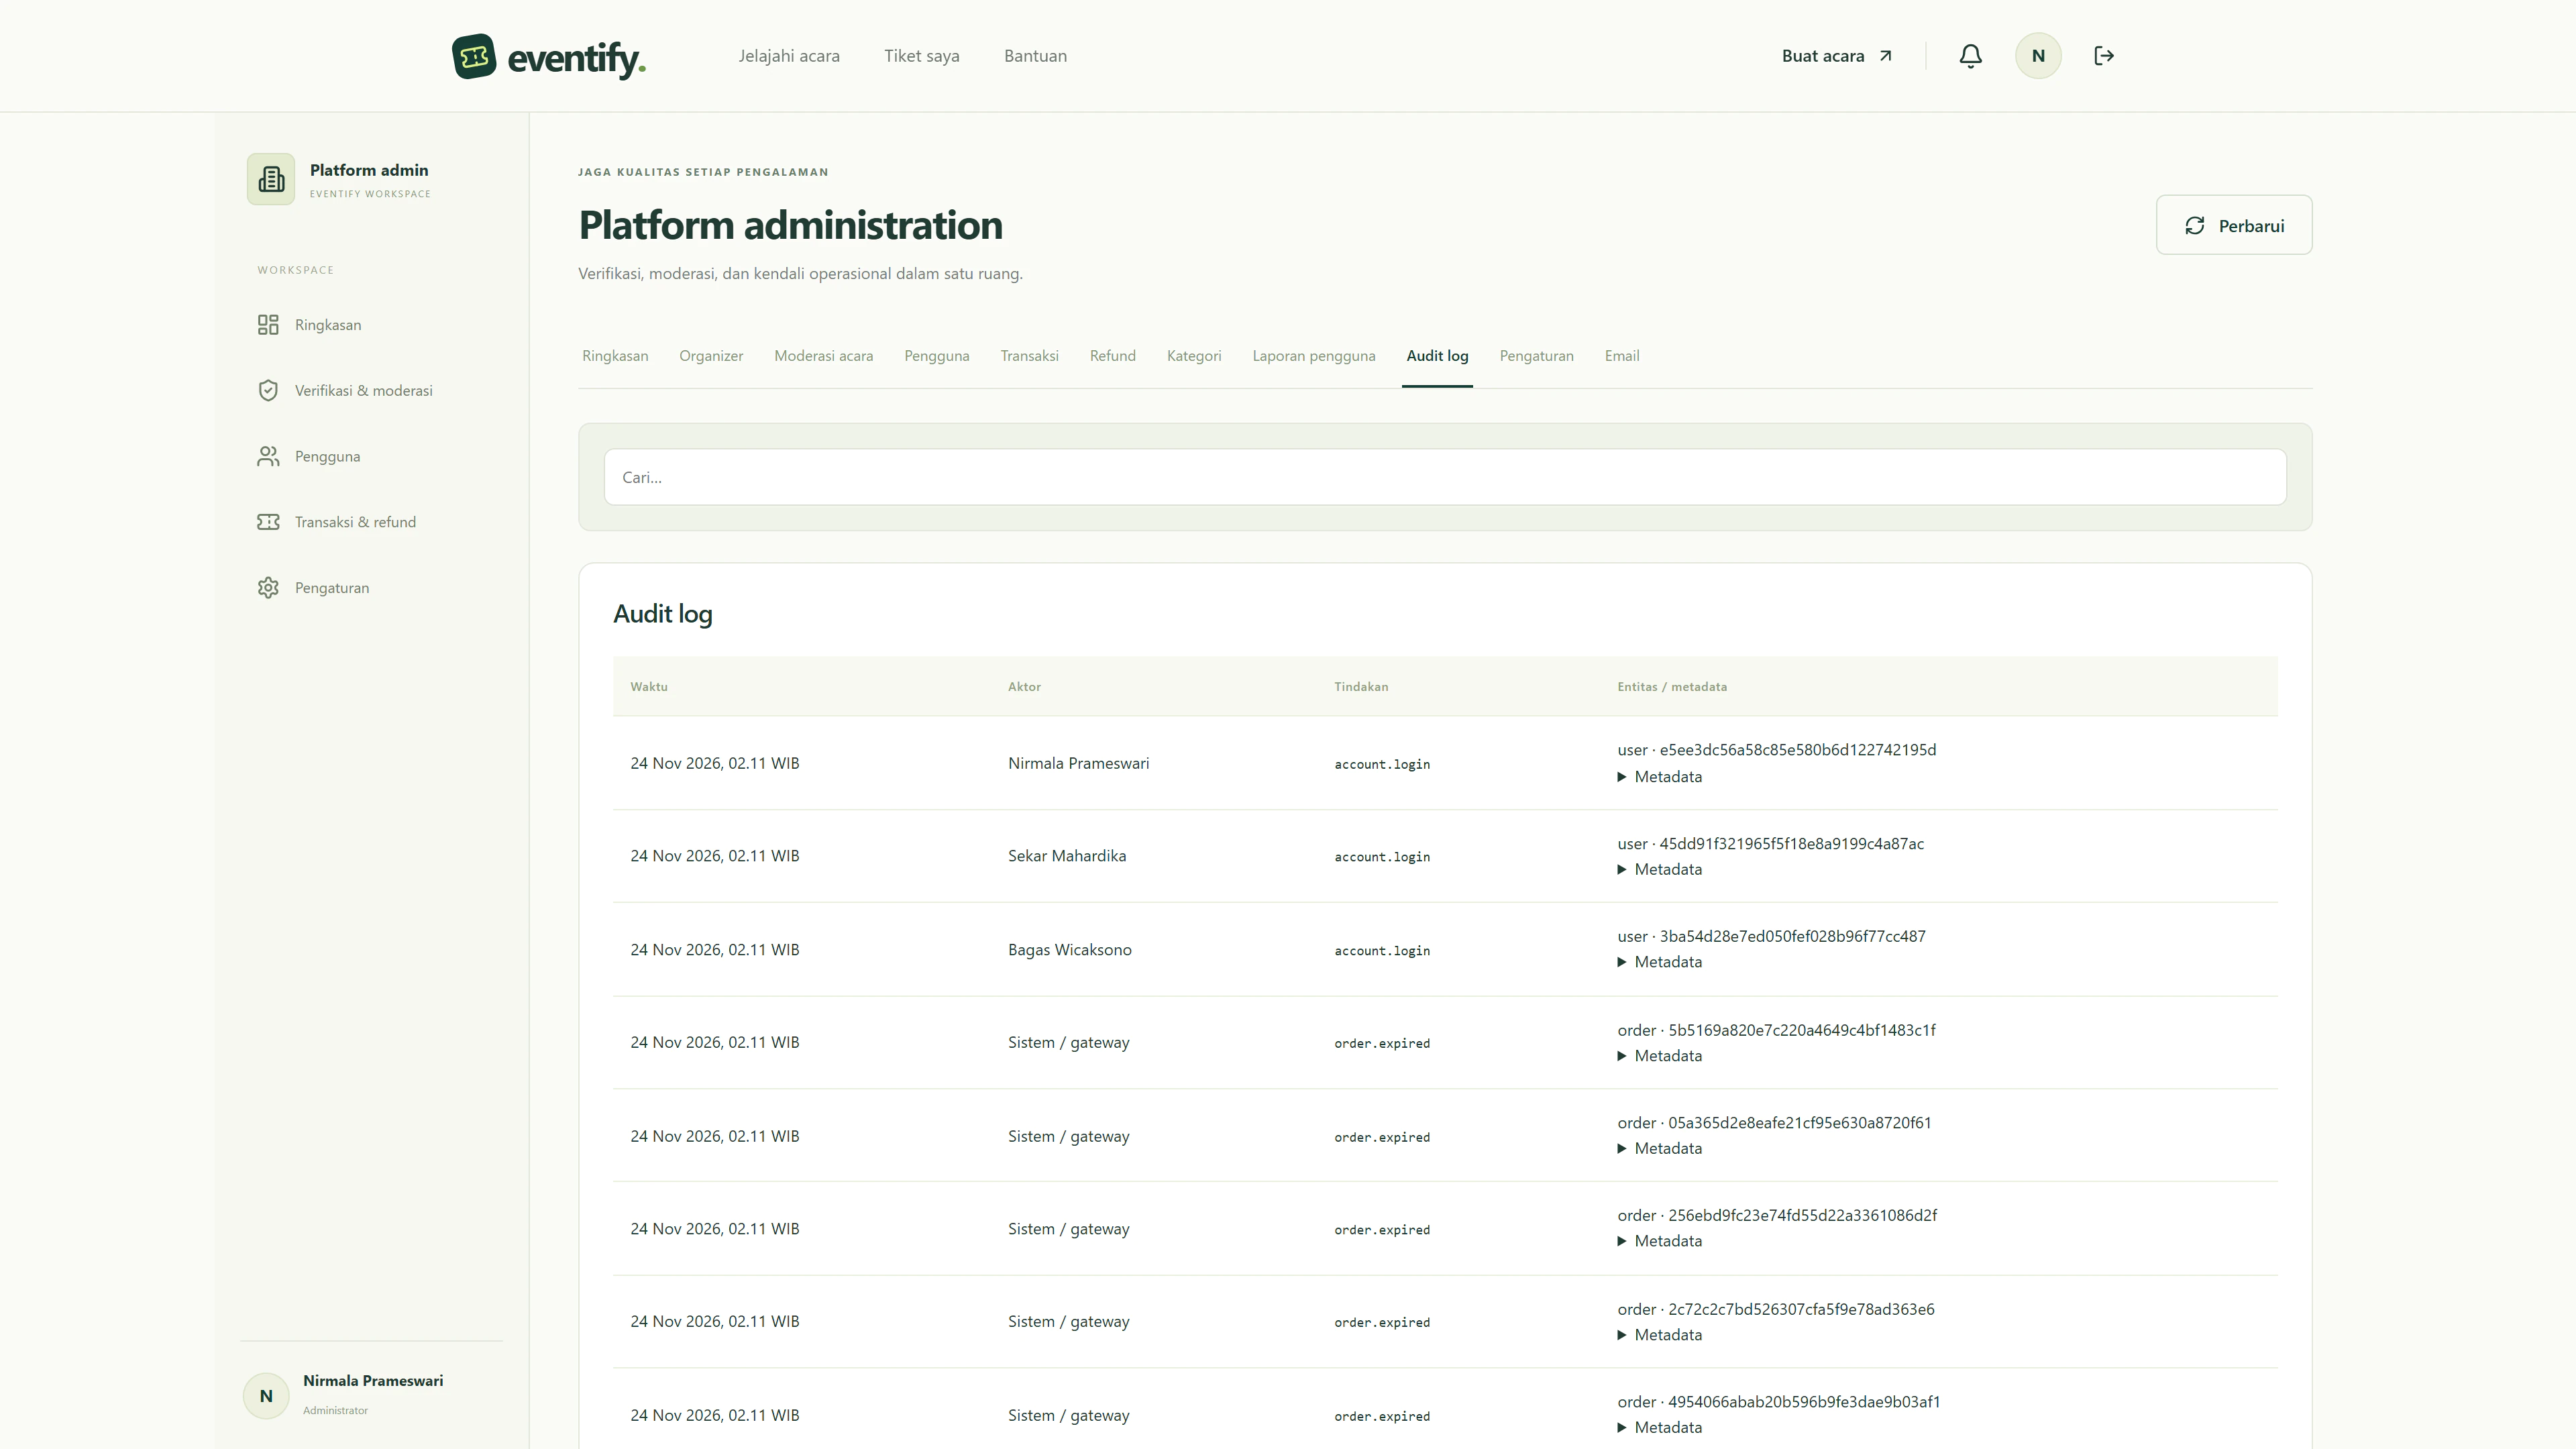 eventify.
Jelajahi acara
Tiket saya
Bantuan
Buat acara
N
Platform admin
EVENTIFY WORKSPACE
WORKSPACE
Ringkasan
Verifikasi & moderasi
Pengguna
Transaksi & refund
Pengaturan
Nirmala Prameswari
N
Administrator
JAGA KUALITAS SETIAP PENGALAMAN
Platform administration
Verifikasi, moderasi, dan kendali operasional dalam satu ruang.
Perbarui
Ringkasan
Organizer
Moderasi acara
Pengguna
Transaksi
Refund
Kategori
Laporan pengguna
Audit log
Pengaturan
Email
Cari...
Audit log
Waktu
Aktor
Tindakan
Entitas / metadata
24 Nov 2026, 02.11 WIB
Nirmala Prameswari
account.login
user · e5ee3dc56a58c85e580b6d122742195d
Metadata
24 Nov 2026, 02.11 WIB
Sekar Mahardika
account.login
user · 45dd91f321965f5f18e8a9199c4a87ac
Metadata
24 Nov 2026, 02.11 WIB
Bagas Wicaksono
account.login
user · 3ba54d28e7ed050fef028b96f77cc487
Metadata
24 Nov 2026, 02.11 WIB
Sistem / gateway
order.expired
order · 5b5169a820e7c220a4649c4bf1483c1f
Metadata
24 Nov 2026, 02.11 WIB
Sistem / gateway
order.expired
order · 05a365d2e8eafe21cf95e630a8720f61
Metadata
24 Nov 2026, 02.11 WIB
Sistem / gateway
order.expired
order · 256ebd9fc23e74fd55d22a3361086d2f
Metadata
24 Nov 2026, 02.11 WIB
Sistem / gateway
order.expired
order · 2c72c2c7bd526307cfa5f9e78ad363e6
Metadata
24 Nov 2026, 02.11 WIB
Sistem / gateway
order.expired
order · 4954066abab20b596b9fe3dae9b03af1
Metadata